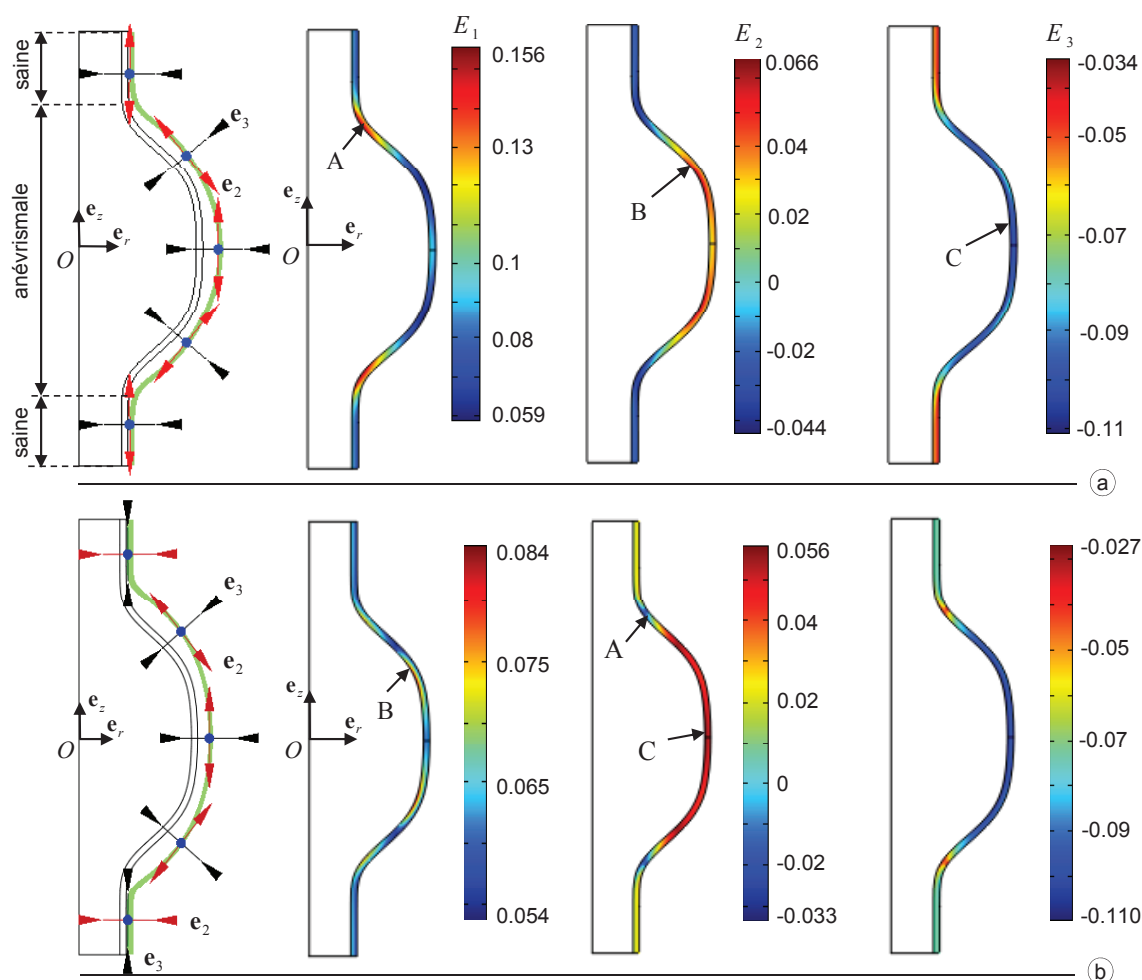 saine
anévrismale
saine
e3
e2
ez
er
O
E1
0.156
0.13
0.1
0.08
0.059
A
ez
er
O
E2
0.066
0.04
0.02
0
-0.02
-0.044
B
E3
-0.034
-0.05
-0.07
-0.09
-0.11
C
a
e3
e2
ez
er
O
e2
e3
0.084
0.075
0.065
0.054
B
ez
er
O
0.056
0.04
0.02
0
-0.02
-0.033
A
C
-0.027
-0.05
-0.07
-0.09
-0.110
b